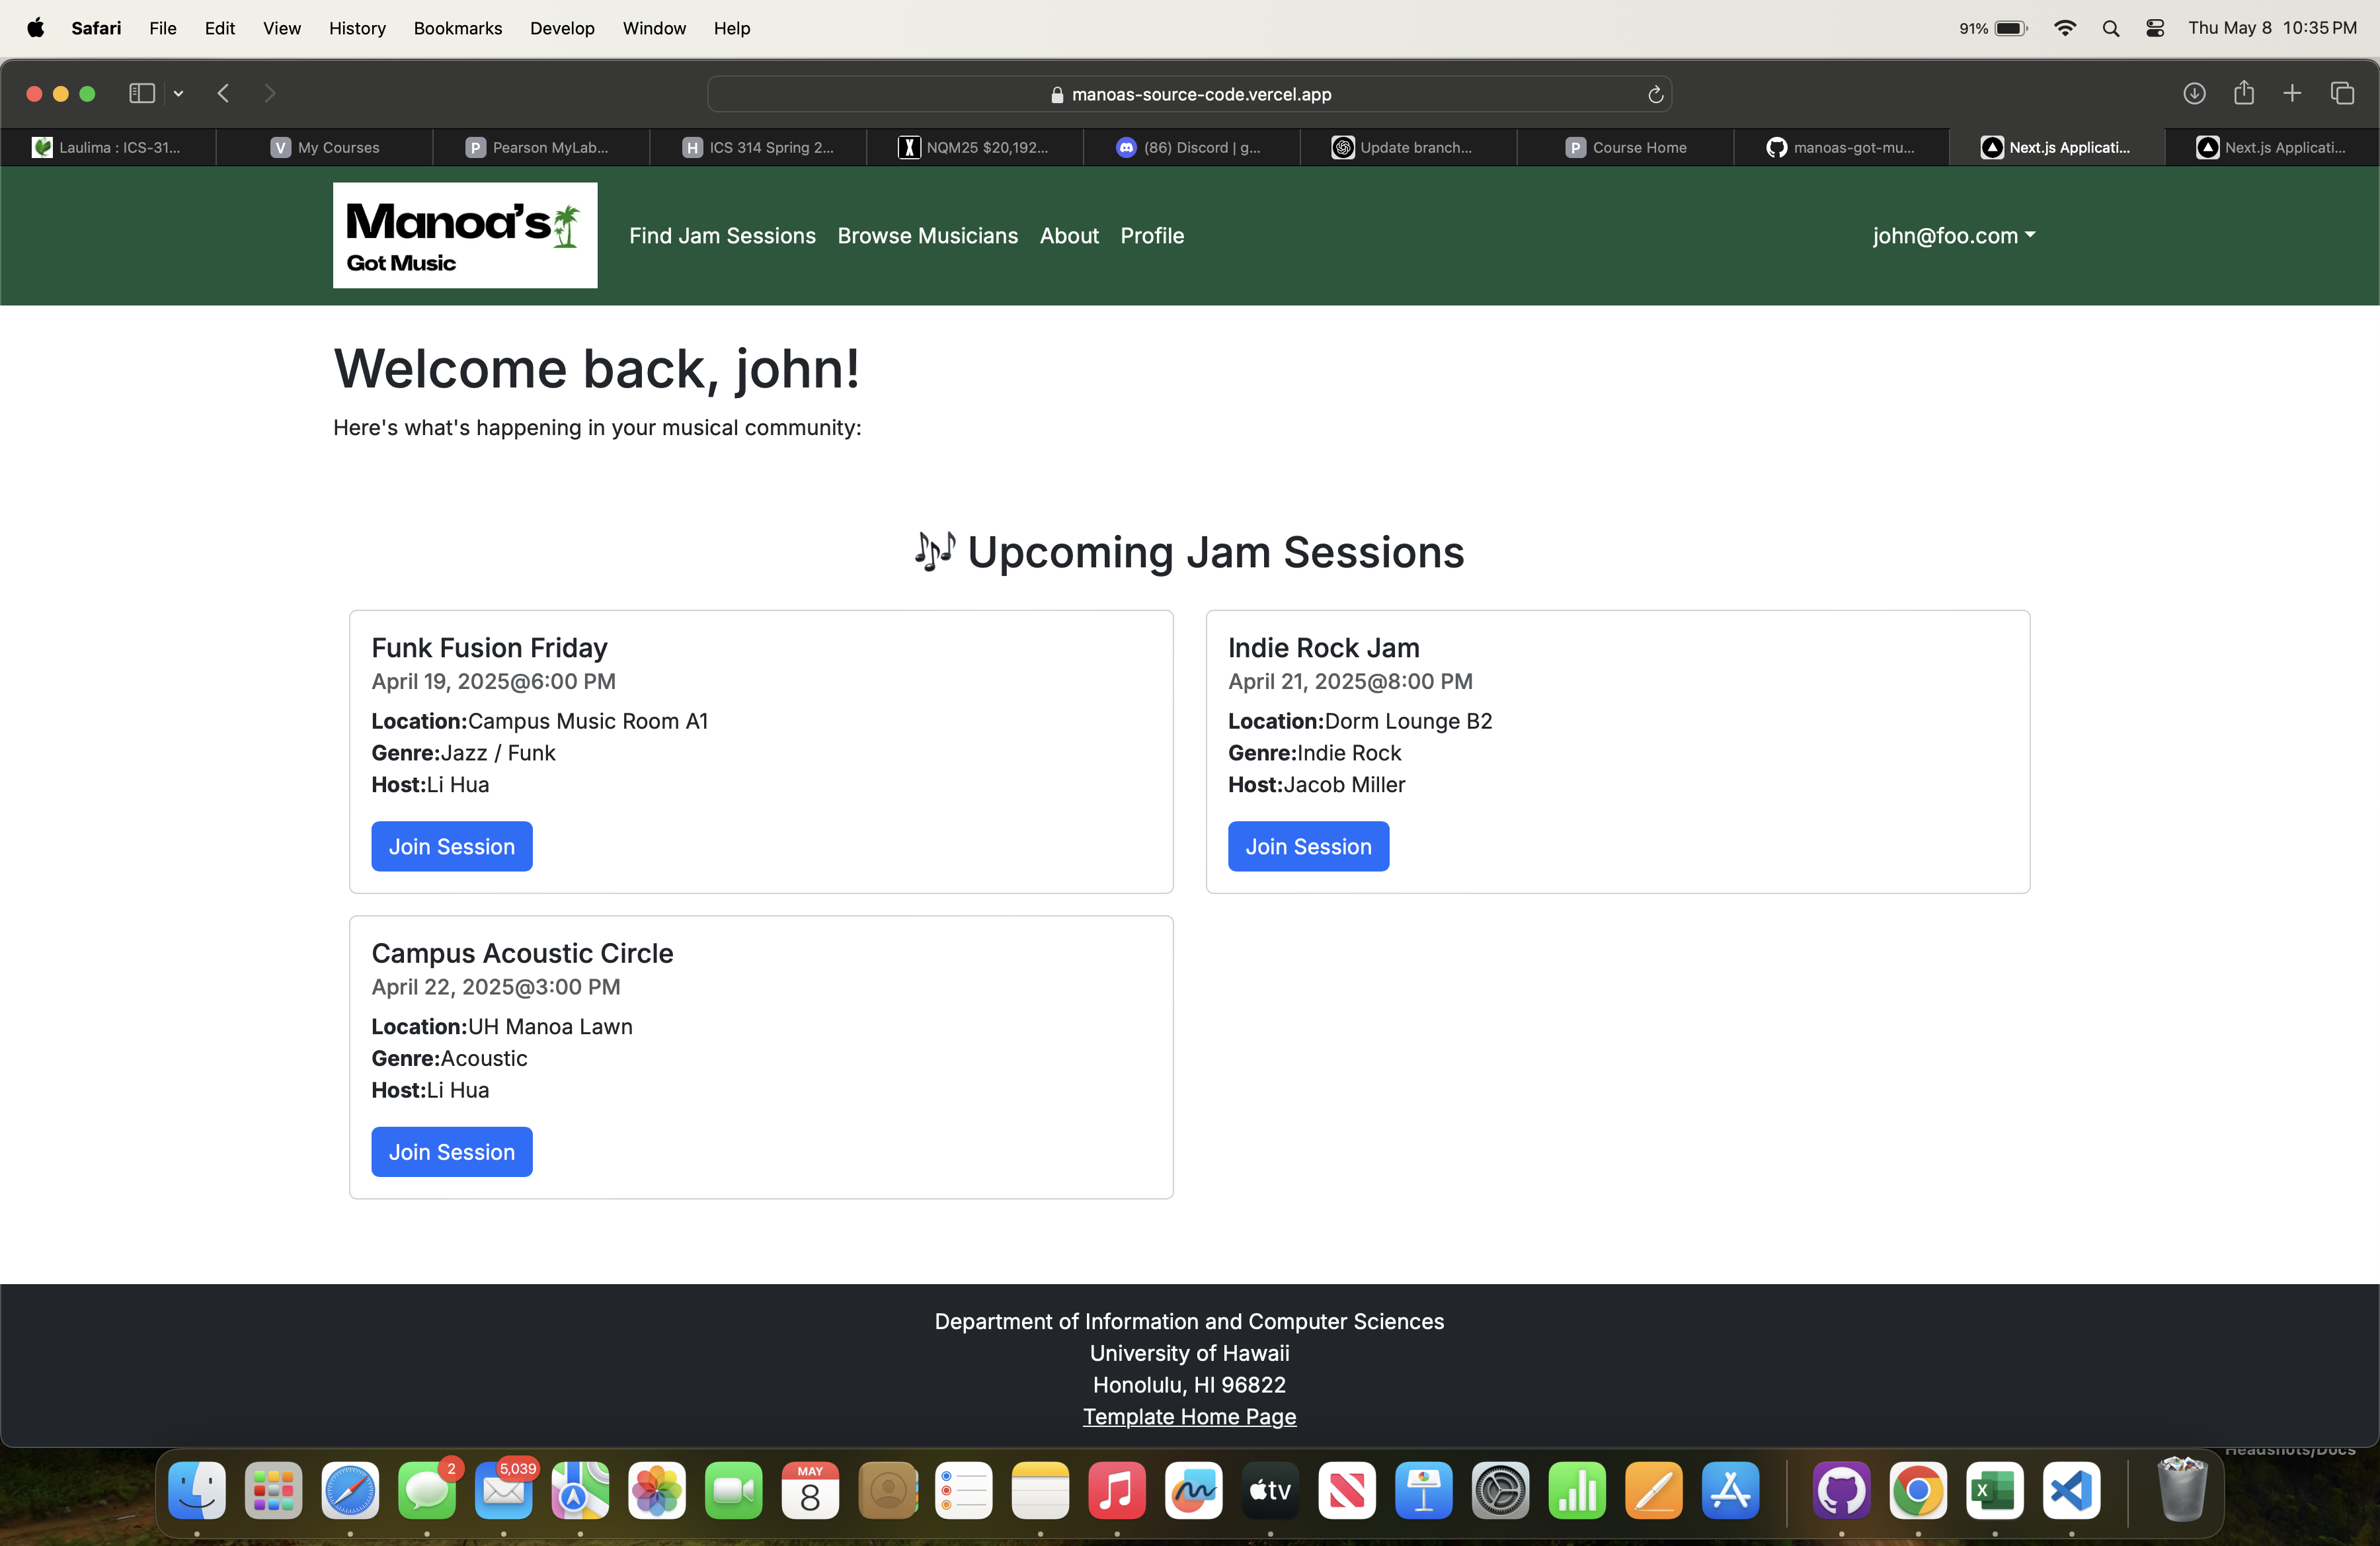 Safari File Edit View History Bookmarks Develop Window Help 91% Thu May 8 10:35 PM
manoas-source-code.vercel.app
Laulima : ICS-31... V My Courses P Pearson MyLab... H ICS 314 Spring 2... NQM25 $20,192... (86) Discord | g... Update branch... P Course Home manoas-got-mu... Next.js Applicati... Next.js Applicati...
Manoa's
Got Music
Find Jam Sessions Browse Musicians About Profile john@foo.com
Welcome back, john!
Here's what's happening in your musical community:
🎶 Upcoming Jam Sessions
Funk Fusion Friday
April 19, 2025@6:00 PM
Location:Campus Music Room A1
Genre:Jazz / Funk
Host:Li Hua
Join Session
Indie Rock Jam
April 21, 2025@8:00 PM
Location:Dorm Lounge B2
Genre:Indie Rock
Host:Jacob Miller
Join Session
Campus Acoustic Circle
April 22, 2025@3:00 PM
Location:UH Manoa Lawn
Genre:Acoustic
Host:Li Hua
Join Session
Department of Information and Computer Sciences
University of Hawaii
Honolulu, HI 96822
Template Home Page
Headshots/Docs
2 5,039 MAY
8
tv
X